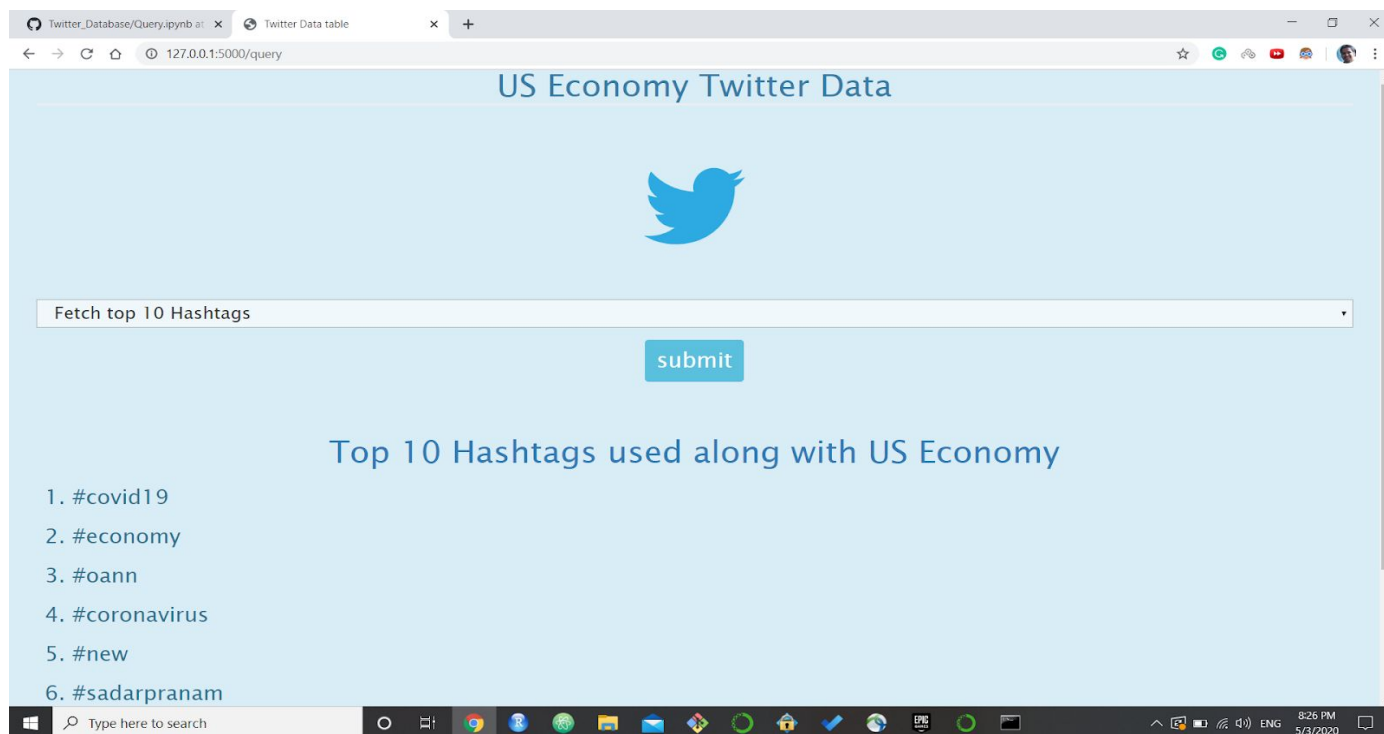 Twitter_Database/Query.ipynb at
Twitter Data table
127.0.0.1:5000/query
US Economy Twitter Data
Fetch top 10 Hashtags
submit
Top 10 Hashtags used along with US Economy
1. #covid19
2. #economy
3. #oann
4. #coronavirus
5. #new
6. #sadarpranam
Type here to search
EPIC
GAMES
ENG
8:26 PM
5/3/2020